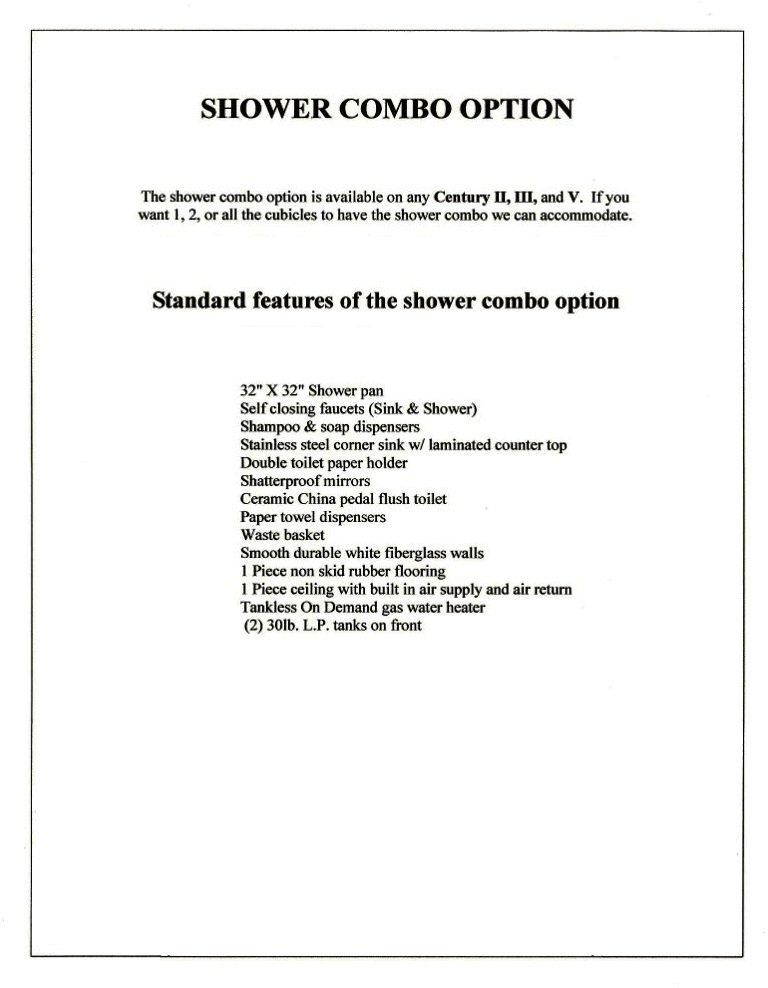 SHOWER COMBO OPTION
The shower combo option is available on any Century II, III, and V. If you
want 1, 2, or all the cubicles to have the shower combo we can accommodate.
Standard features of the shower combo option
32" X 32" Shower pan
Self closing faucets (Sink & Shower)
Shampoo & soap dispensers
Stainless steel corner sink w/ laminated counter top
Double toilet paper holder
Shatterproof mirrors
Ceramic China pedal flush toilet
Paper towel dispensers
Waste basket
Smooth durable white fiberglass walls
1 Piece non skid rubber flooring
1 Piece ceiling with built in air supply and air return
Tankless On Demand gas water heater
(2) 30lb. L.P. tanks on front